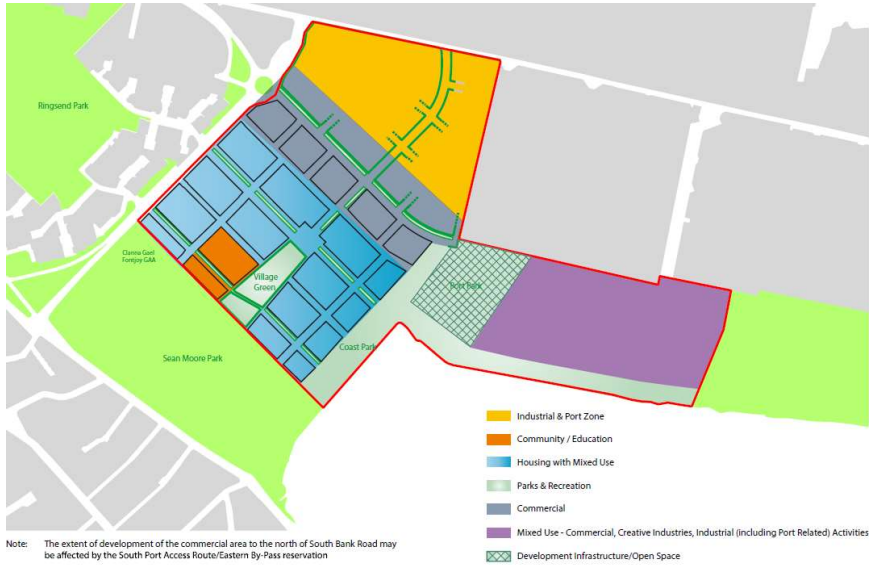 Ringsend Park
Clanna Gael
Fontjoy GAA
Village
Green
Port Park
Coast Park
Sean Moore Park
Industrial & Port Zone
Community / Education
Housing with Mixed Use
Parks & Recreation
Commercial
Mixed Use - Commercial, Creative Industries, Industrial (including Port Related) Activities
Development Infrastructure/Open Space
Note: The extent of development of the commercial area to the north of South Bank Road may
be affected by the South Port Access Route/Eastern By-Pass reservation